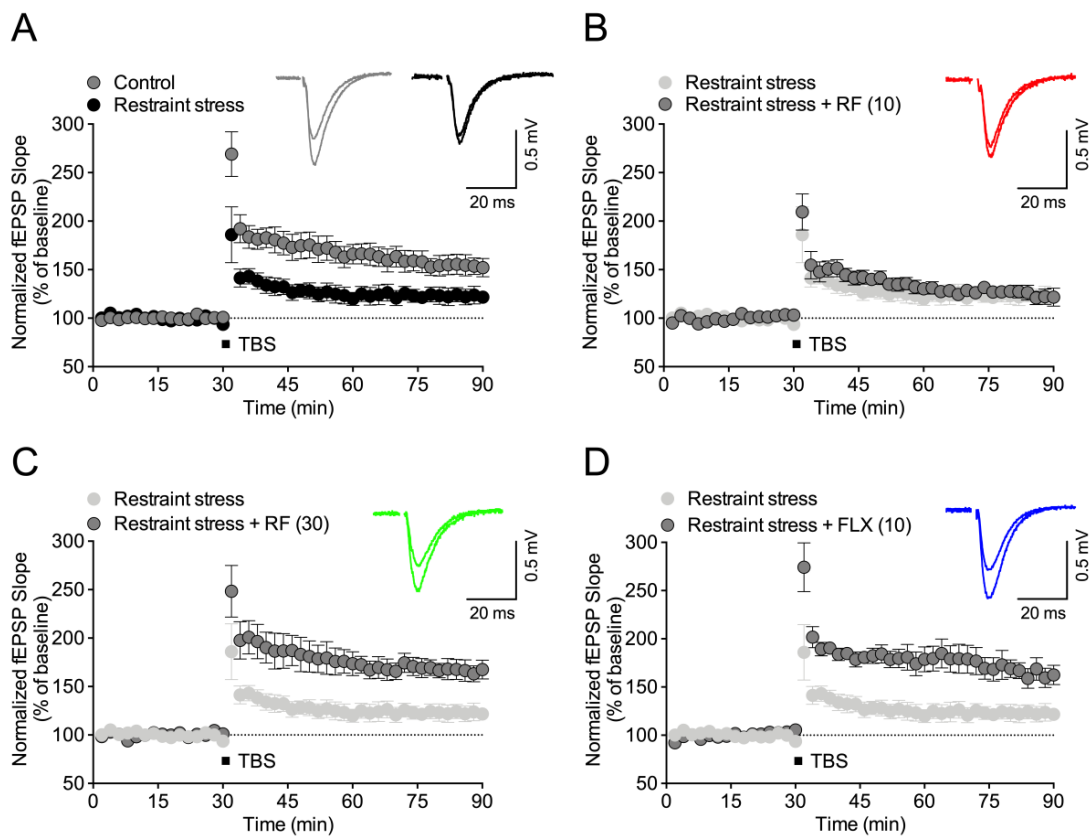 A
Control
Restraint stress
300
250
200
150
100
50
Normalized fEPSP Slope
(% of baseline)
0.5 mV
20 ms
TBS
0 15 30 45 60 75 90
Time (min)
B
Restraint stress
Restraint stress + RF (10)
300
250
200
150
100
50
Normalized fEPSP Slope
(% of baseline)
0.5 mV
20 ms
TBS
0 15 30 45 60 75 90
Time (min)
C
Restraint stress
Restraint stress + RF (30)
300
250
200
150
100
50
Normalized fEPSP Slope
(% of baseline)
0.5 mV
20 ms
TBS
0 15 30 45 60 75 90
Time (min)
D
Restraint stress
Restraint stress + FLX (10)
300
250
200
150
100
50
Normalized fEPSP Slope
(% of baseline)
0.5 mV
20 ms
TBS
0 15 30 45 60 75 90
Time (min)